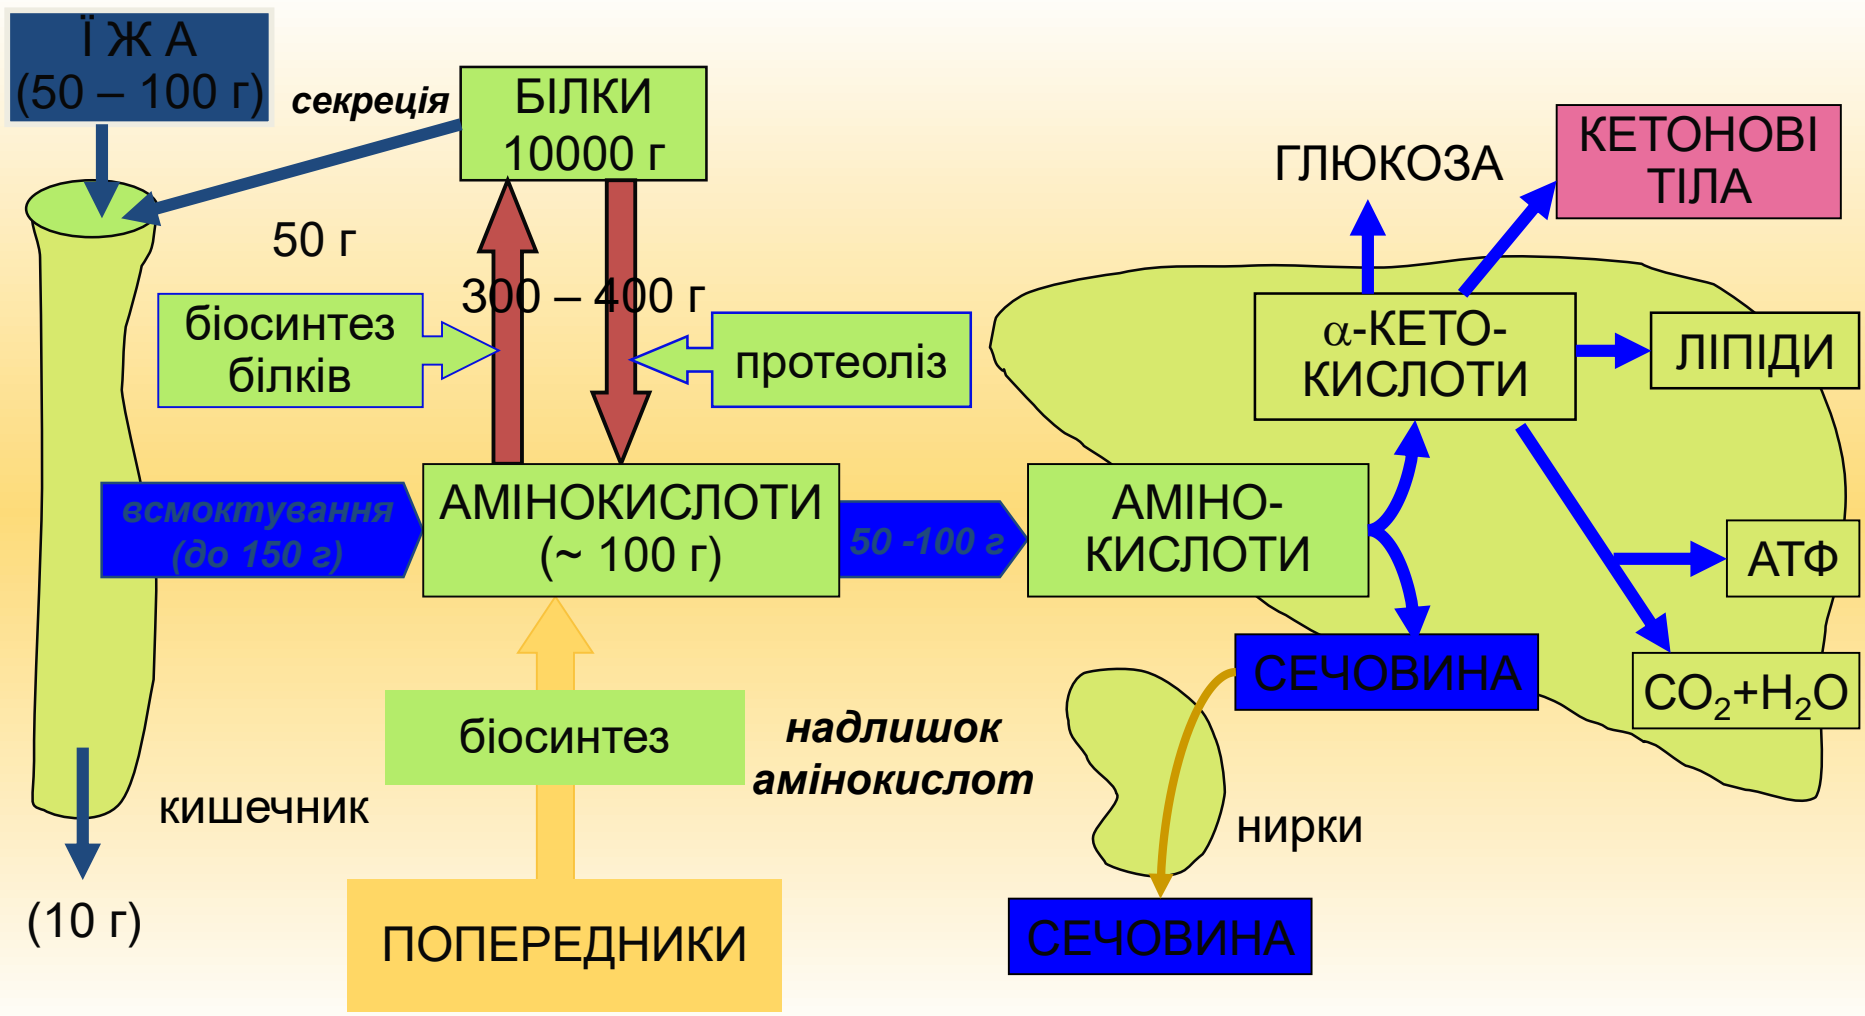 Ї Ж А
(50 – 100 г)
секреція
БІЛКИ
10000 г
50 г
300 – 400 г
біосинтез
білків
протеоліз
всмоктування
(до 150 г)
АМІНОКИСЛОТИ
(~ 100 г)
50 -100 г
біосинтез
ПОПЕРЕДНИКИ
кишечник
(10 г)
надлишок
амінокислот
ГЛЮКОЗА
КЕТОНОВІ
ТІЛА
α-КЕТО-
КИСЛОТИ
ЛІПІДИ
АМІНО-
КИСЛОТИ
АТФ
СЕЧОВИНА
CO₂+H₂O
нирки
СЕЧОВИНА